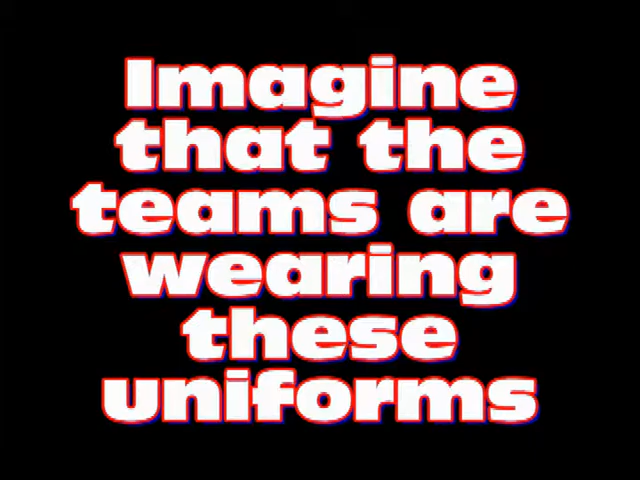 Imagine
that the
teams are
wearing
these
uniforms